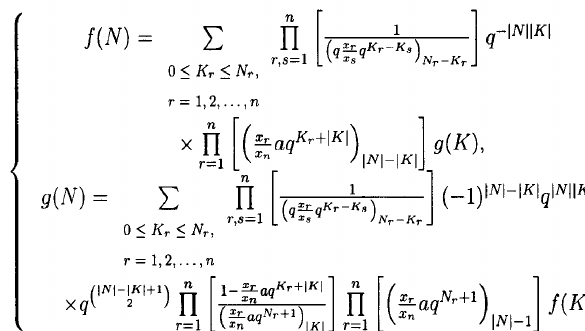 f(N) = \sum_{\substack{0 \le K_r \le N_r, \\ r = 1, 2, \ldots, n}} \prod_{r,s=1}^{n} \left[ \frac{1}{\left( q \frac{x_r}{x_s} q^{K_r - K_s} \right)_{N_r - K_r}} \right] q^{-|N||K|}
\times \prod_{r=1}^{n} \left[ \left( \frac{x_r}{x_n} a q^{K_r + |K|} \right)_{|N| - |K|} \right] g(K),
g(N) = \sum_{\substack{0 \le K_r \le N_r, \\ r = 1, 2, \ldots, n}} \prod_{r,s=1}^{n} \left[ \frac{1}{\left( q \frac{x_r}{x_s} q^{K_r - K_s} \right)_{N_r - K_r}} \right] (-1)^{|N| - |K|} q^{|N||K
\times q^{\binom{|N| - |K| + 1}{2}} \prod_{r=1}^{n} \left[ \frac{1 - \frac{x_r}{x_n} a q^{K_r + |K|}}{\left( \frac{x_r}{x_n} a q^{N_r + 1} \right)_{|K|}} \right] \prod_{r=1}^{n} \left[ \left( \frac{x_r}{x_n} a q^{N_r + 1} \right)_{|N| - 1} \right] f(K